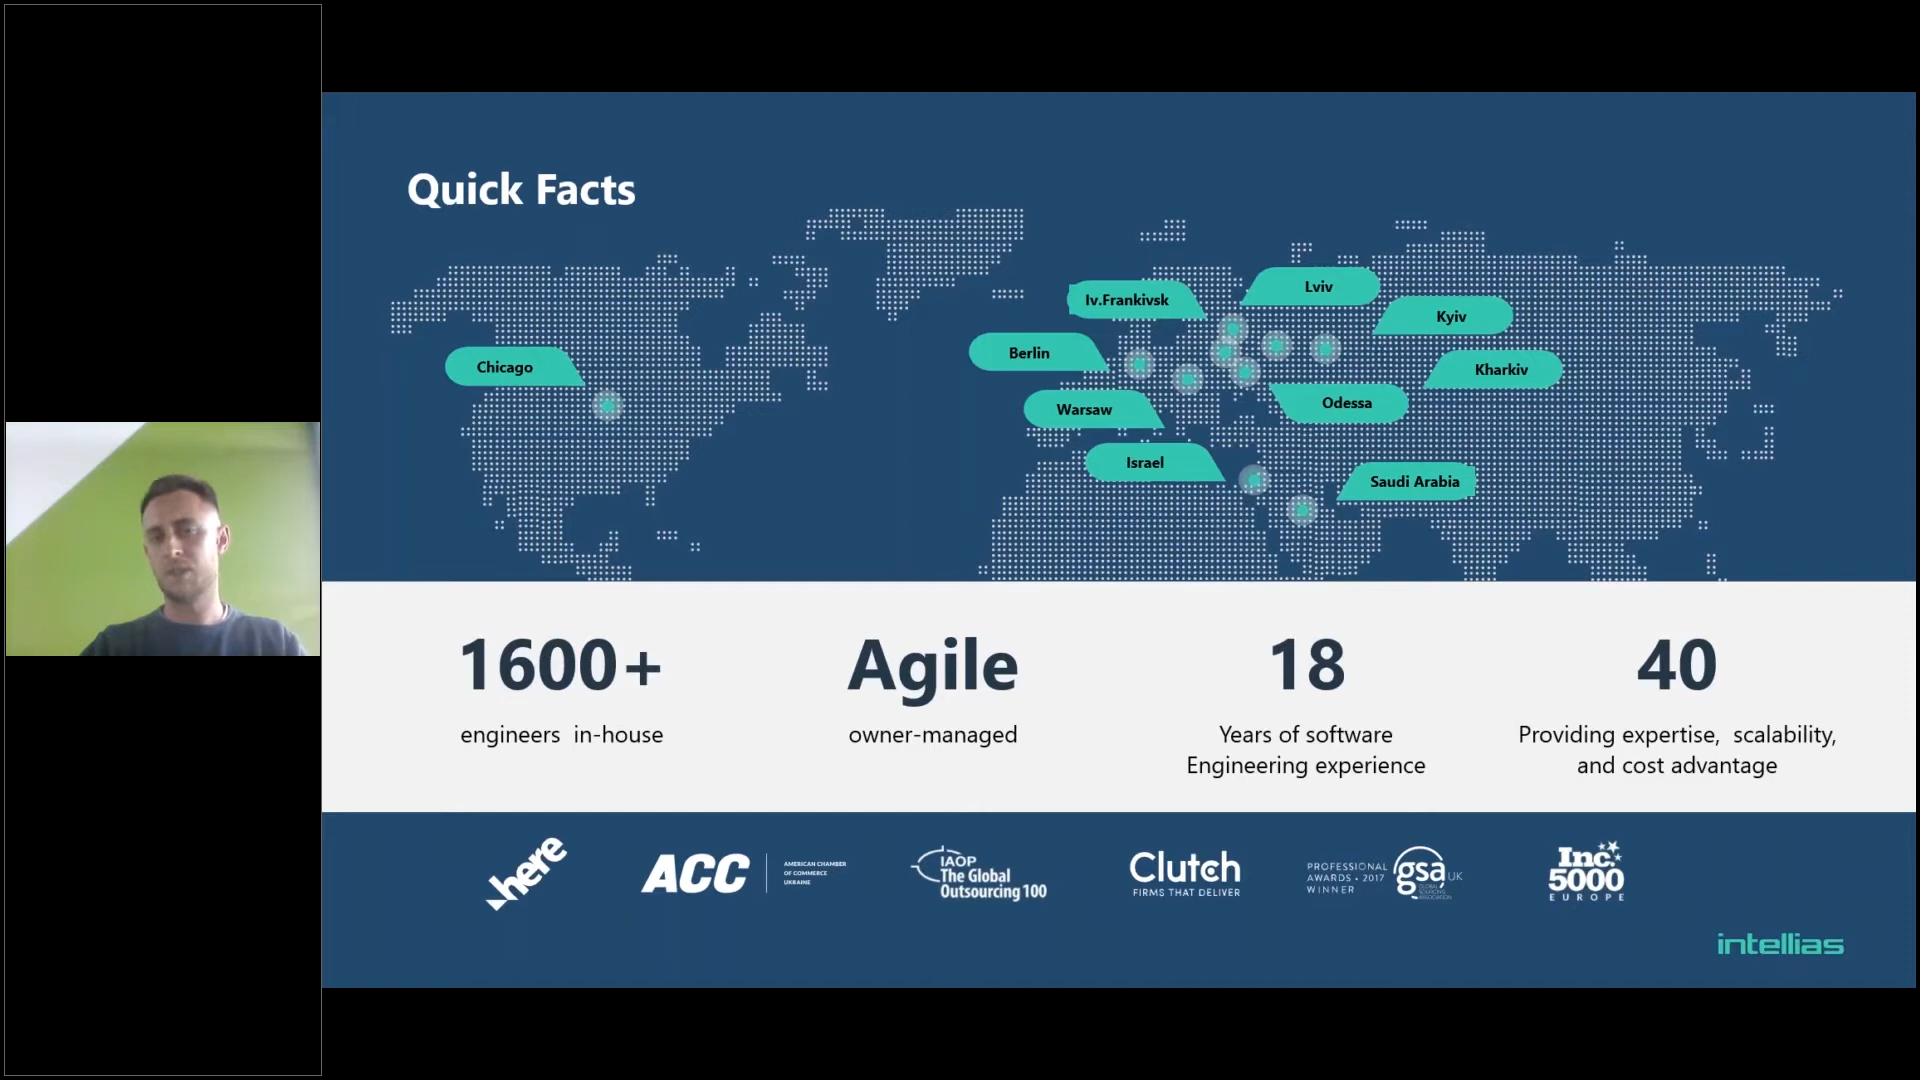 Quick Facts
Iv.Frankivsk
Lviv
Kyiv
Berlin
Chicago
Kharkiv
Warsaw
Odessa
Israel
Saudi Arabia
1600+
engineers in-house
Agile
owner-managed
18
Years of software
Engineering experience
40
Providing expertise, scalability,
and cost advantage
here
ACC
AMERICAN CHAMBER
OF COMMERCE
UKRAINE
IAOP
The Global
Outsourcing 100
Clutch
FIRMS THAT DELIVER
PROFESSIONAL
AWARDS • 2017
WINNER
gsa UK
GLOBAL
SOURCING
ASSOCIATION
Inc.
5000
EUROPE
intellias